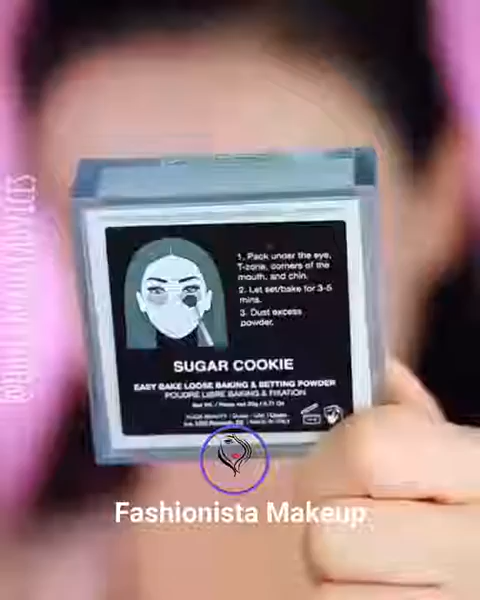 1. Pack under the eye,
T-zone, corners of the
mouth, and chin.
2. Let set/bake for 3-5
mins.
3. Dust excess
powder.
SUGAR COOKIE
EASY BAKE LOOSE BAKING & SETTING POWDER
POUDRE LIBRE BAKING & FIXATION
HUDA BEAUTY
Fashionista Makeup